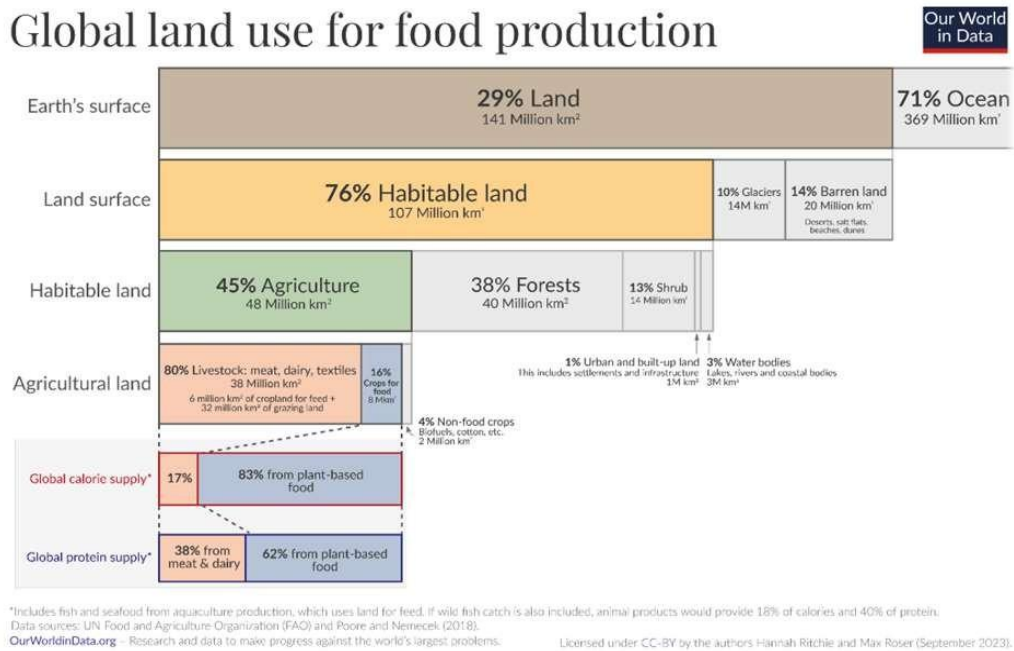 Global land use for food production
Our World
in Data
Earth's surface
29% Land
141 Million km²
71% Ocean
369 Million km²
Land surface
76% Habitable land
107 Million km²
10% Glaciers
14M km²
14% Barren land
20 Million km²
Deserts, salt flats,
beaches, dunes
Habitable land
45% Agriculture
48 Million km²
38% Forests
40 Million km²
13% Shrub
14 Million km²
1% Urban and built-up land
This includes settlements and infrastructure
1M km²
3% Water bodies
Lakes, rivers and coastal bodies
3M km²
Agricultural land
80% Livestock: meat, dairy, textiles
38 Million km²
6 million km² of cropland for feed +
32 million km² of grazing land
16%
Crops for
food
8 Mkm²
4% Non-food crops
Biofuels, cotton, etc.
2 Million km²
Global calorie supply*
17%
83% from plant-based
food
Global protein supply*
38% from
meat & dairy
62% from plant-based
food
*Includes fish and seafood from aquaculture production, which uses land for feed. If wild fish catch is also included, animal products would provide 18% of calories and 40% of protein.
Data sources: UN Food and Agriculture Organization (FAO) and Poore and Nemecek (2018).
OurWorldinData.org – Research and data to make progress against the world's largest problems.
Licensed under CC-BY by the authors Hannah Ritchie and Max Roser (September 2023).